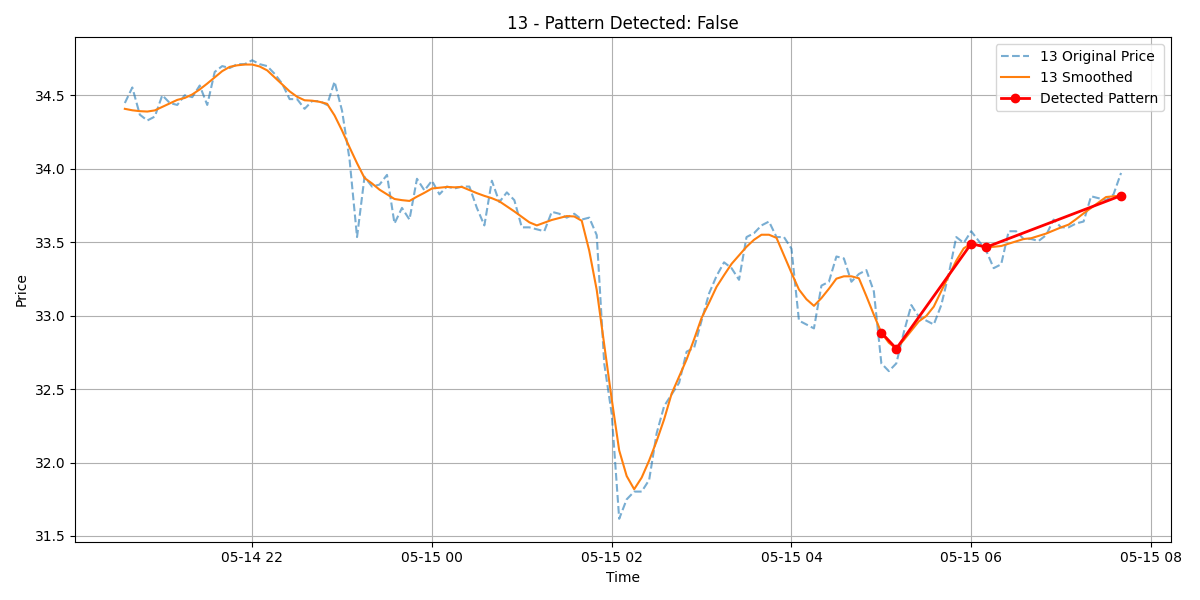 13 - Pattern Detected: False
13 Original Price
13 Smoothed
Detected Pattern
Price
34.5
34.0
33.5
33.0
32.5
32.0
31.5
05-14 22
05-15 00
05-15 02
05-15 04
05-15 06
05-15 08
Time